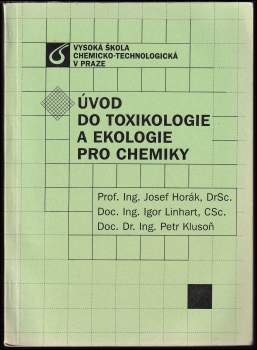 VYSOKÁ ŠKOLA
CHEMICKO-TECHNOLOGICKÁ
V PRAZE
ÚVOD
DO TOXIKOLOGIE
A EKOLOGIE
PRO CHEMIKY
Prof. Ing. Josef Horák, DrSc.
Doc. Ing. Igor Linhart, CSc.
Doc. Dr. Ing. Petr Klusoň